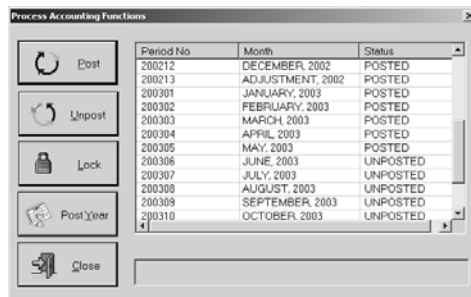 Process Accounting Functions
Post
Unpost
Lock
Post Year
Close
Period No Month Status
200212 DECEMBER, 2002 POSTED
200213 ADJUSTMENT, 2002 POSTED
200301 JANUARY, 2003 POSTED
200302 FEBRUARY, 2003 POSTED
200303 MARCH, 2003 POSTED
200304 APRIL, 2003 POSTED
200305 MAY, 2003 POSTED
200306 JUNE, 2003 UNPOSTED
200307 JULY, 2003 UNPOSTED
200308 AUGUST, 2003 UNPOSTED
200309 SEPTEMBER, 2003 UNPOSTED
200310 OCTOBER, 2003 UNPOSTED